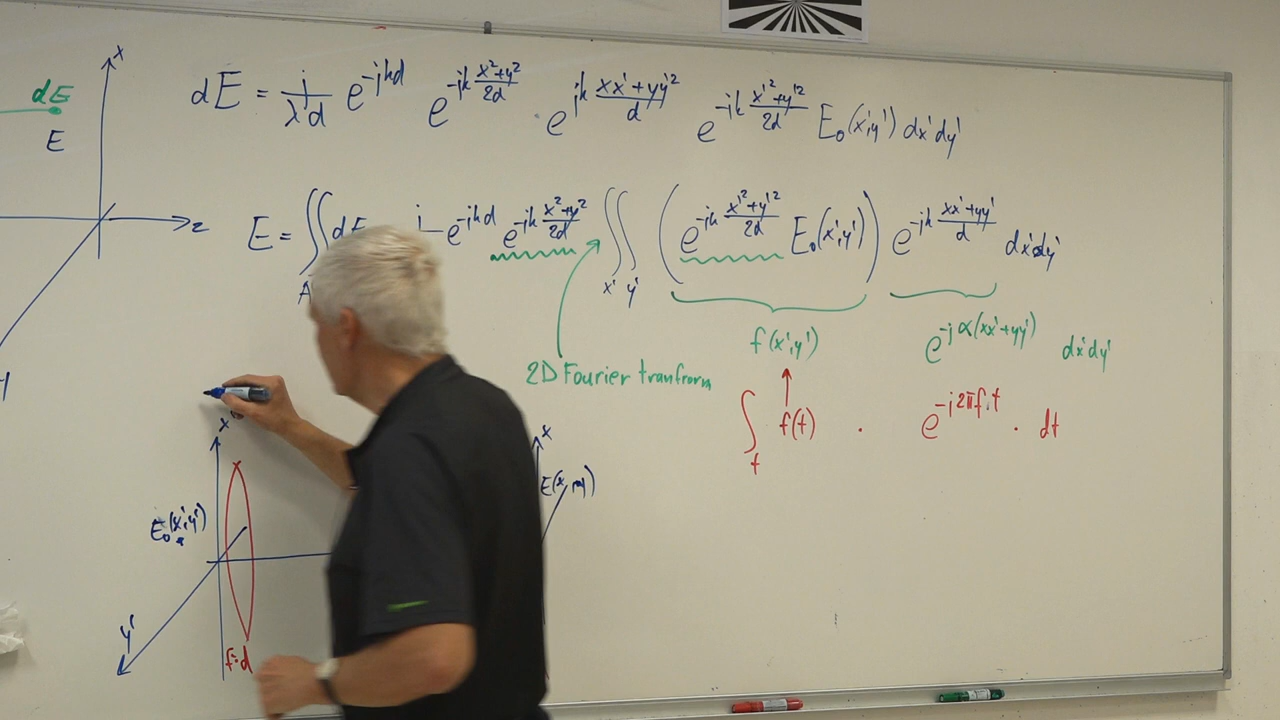 dE = j/λd e^-jkd e^-jk (x²+y²)/2d · e^jk (xx'+yy'²)/d e^-jk (x'²+y'²)/2d E₀(x',y') dx'dy'
dE
E
x
z
E = ∬ dE e^-jkd e^-jk (x²+y²)/2d ∬ (e^-jk (x'²+y'²)/2d E₀(x',y')) e^-jk (xx'+yy')/d dx'dy'
A
x' y'
f(x',y') e^-jα(xx'+yy') dx'dy'
2D Fourier tranfrorm
∫ f(t) · e^-j2πf·t · dt
t
y
x
x
E(x,y)
E₀(x',y')
y'
f=d